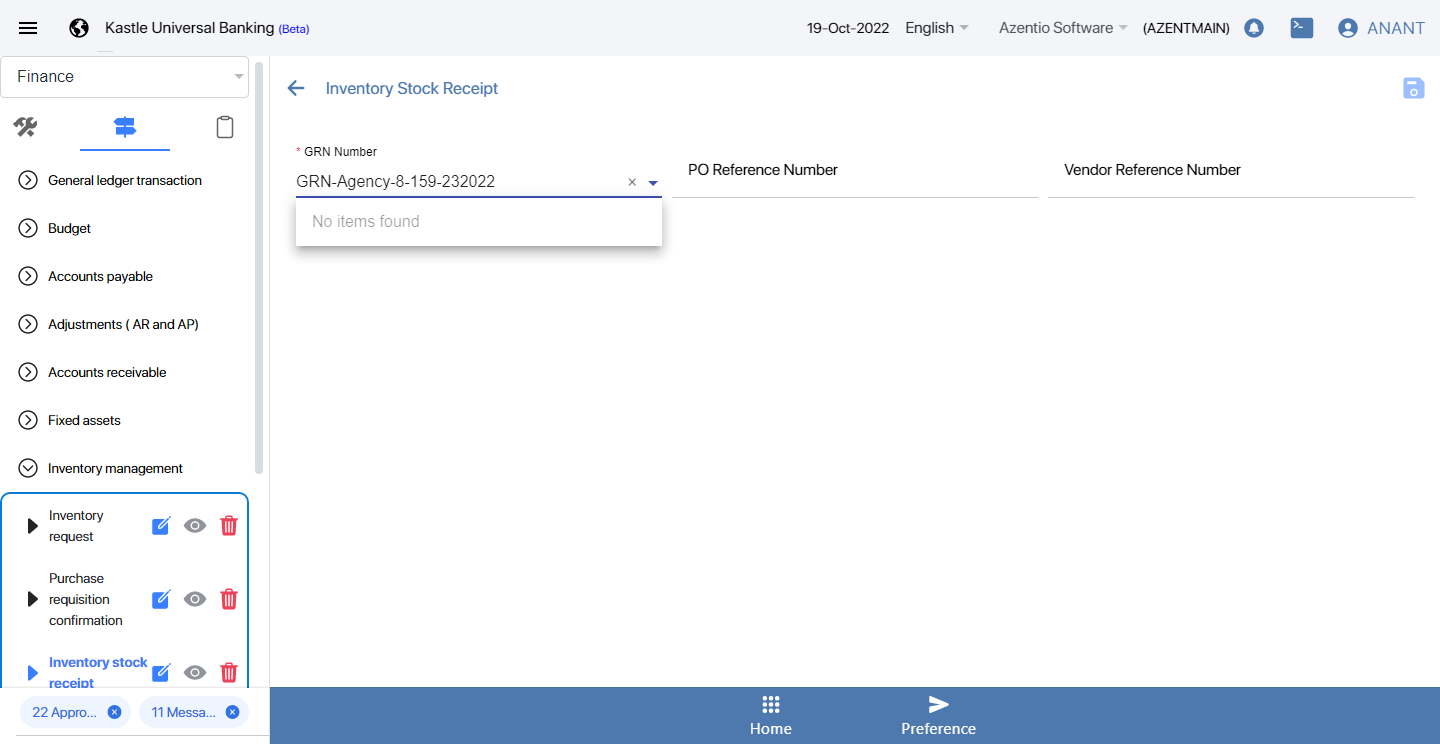 Kastle Universal Banking (Beta)
19-Oct-2022
English
Azentio Software
(AZENTMAIN)
ANANT
Finance
General ledger transaction
Budget
Accounts payable
Adjustments ( AR and AP)
Accounts receivable
Fixed assets
Inventory management
Inventory
request
Purchase
requisition
confirmation
Inventory stock
receipt
22 Appro...
11 Messa...
Inventory Stock Receipt
* GRN Number
GRN-Agency-8-159-232022
No items found
PO Reference Number
Vendor Reference Number
Home
Preference